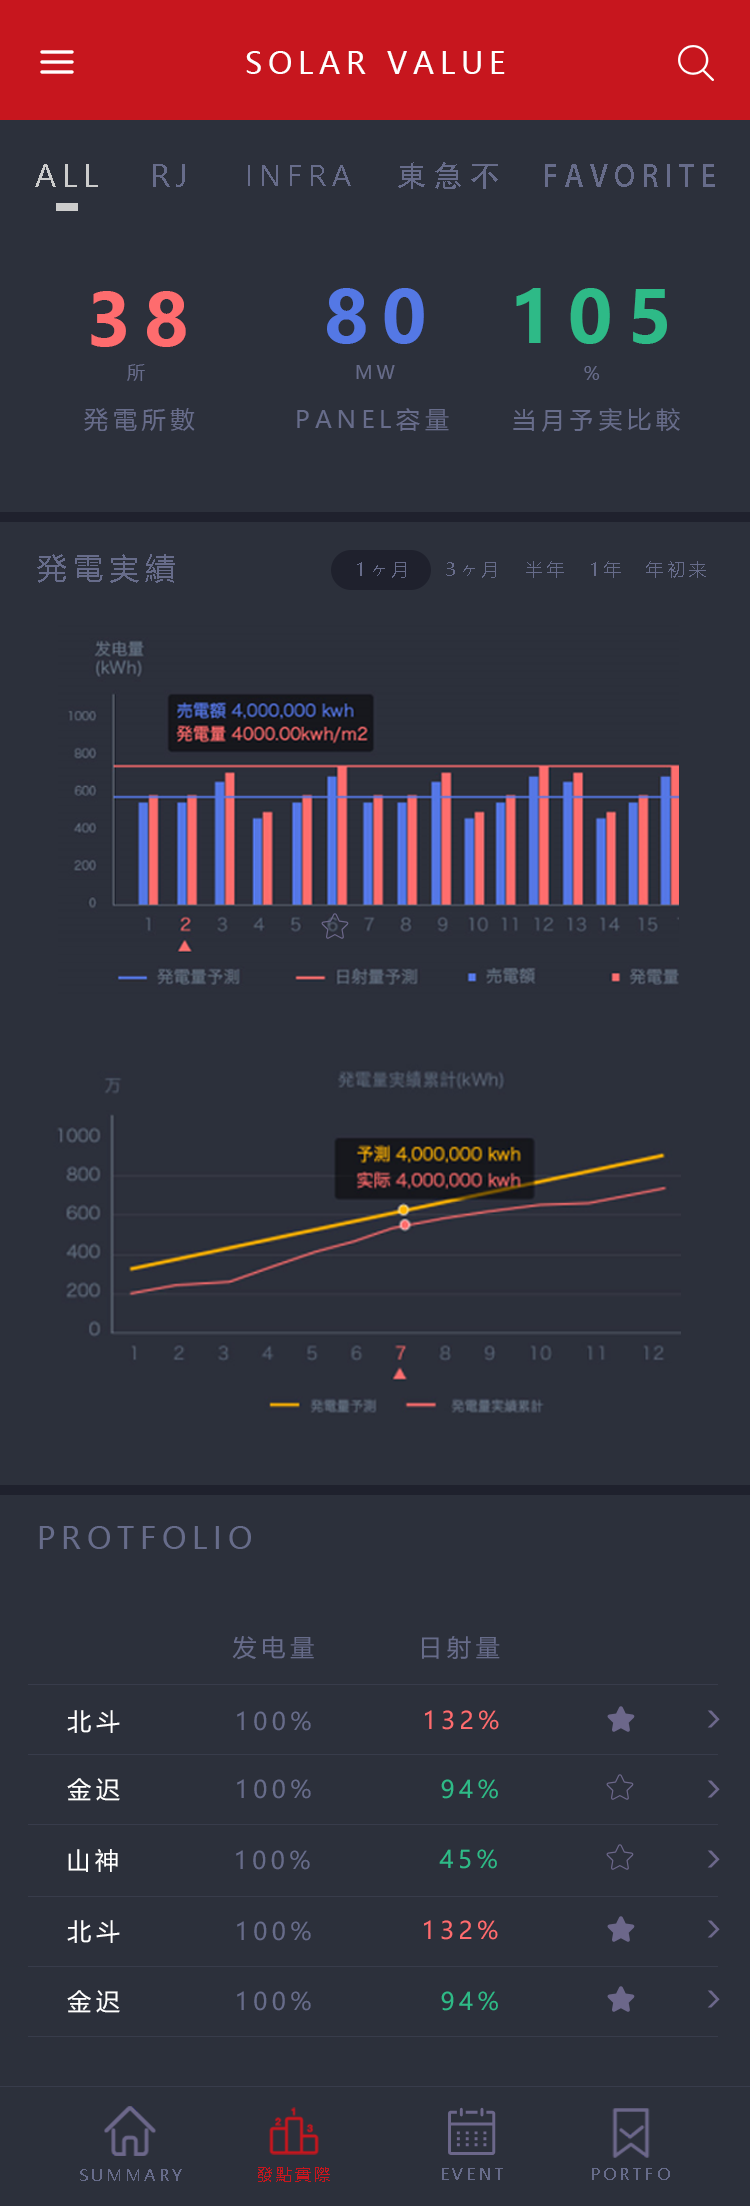 SOLAR VALUE
ALL RJ INFRA 東急不 FAVORITE
38 80 105
所 MW %
発電所數 PANEL容量 当月予実比較
発電実績 1ヶ月 3ヶ月 半年 1年 年初来
发电量
(kWh)
売電額 4,000,000 kwh
発電量 4000.00kwh/m2
1000
800
600
400
200
0
1 2 3 4 5 6 7 8 9 10 11 12 13 14 15
発電量予測 日射量予測 売電額 発電量
万 発電量実績累計(kWh)
予測 4,000,000 kwh
实际 4,000,000 kwh
1000
800
600
400
200
0
1 2 3 4 5 6 7 8 9 10 11 12
発電量予測 発電量実績累計
PROTFOLIO
发电量 日射量
北斗 100% 132%
金迟 100% 94%
山神 100% 45%
北斗 100% 132%
金迟 100% 94%
1 2 3
SUMMARY 發點實際 EVENT PORTFO